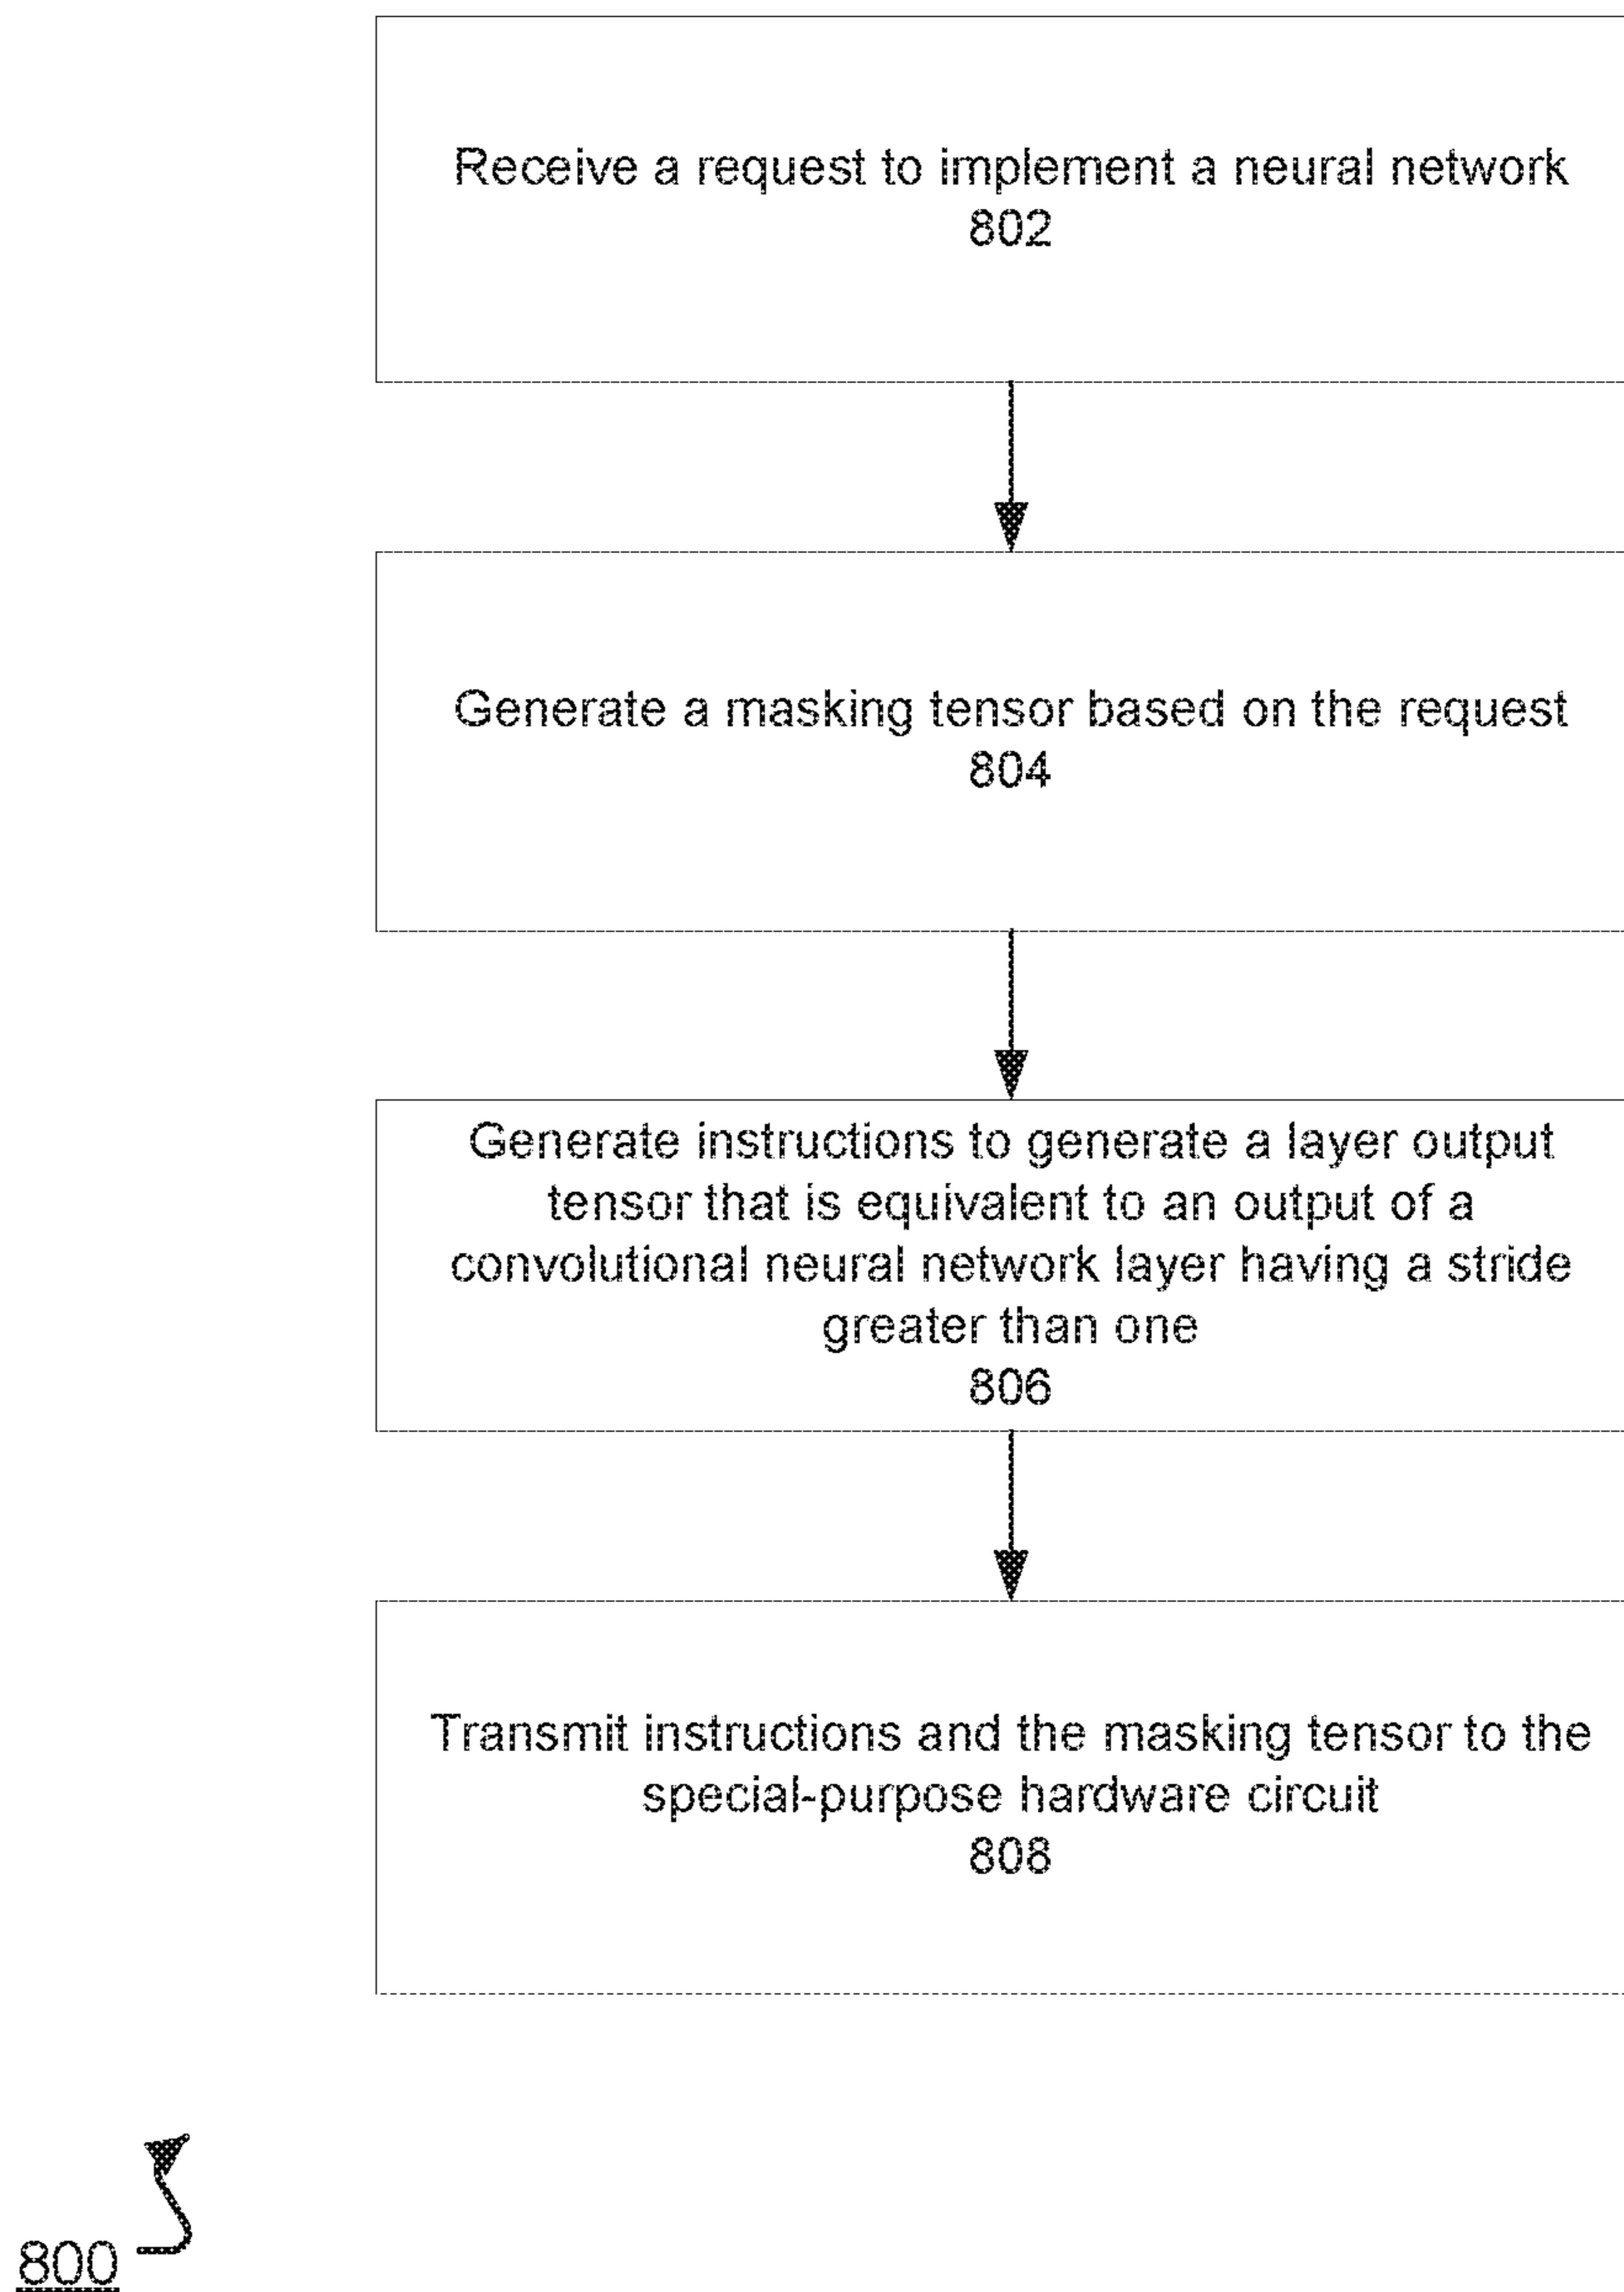 Receive a request to implement a neural network
802
Generate a masking tensor based on the request
804
Generate instructions to generate a layer output
tensor that is equivalent to an output of a
convolutional neural network layer having a stride
greater than one
806
Transmit instructions and the masking tensor to the
special-purpose hardware circuit
808
800